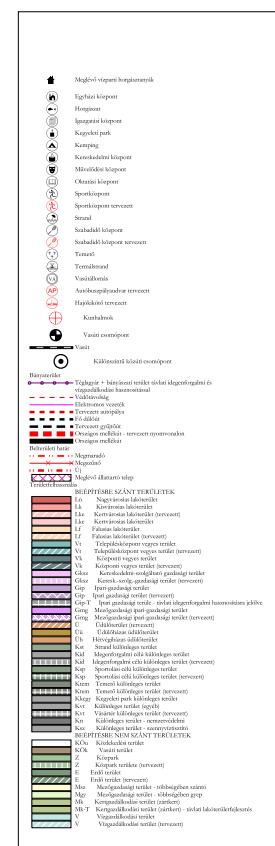 Meglévő vízparti horgásztanyák
Egyházi központ
Horgászat
Igazgatási központ
Kegyeleti park
Kemping
Kereskedelmi központ
Művelődési központ
Oktatási központ
Sportközpont
Sportközpont tervezett
Strand
Szabadidő központ
Szabadidő központ tervezett
Temető
Termálstrand
VÁ Vasútállomás
AP Autóbuszpályaudvar tervezett
Hajókikötő tervezett
Kunhalmok
Vasúti csomópont
Vasút
Különszintű közúti csomópont
Bányaterület
Téglagyár + bányászati terület távlati idegenforgalmi és
vízgazdálkodási hasznosítással
Védőtávolság
Elektromos vezeték
Tervezett autópálya
Fő dűlőút
Tervezett gyűjtőút
Országos mellékút - tervezett nyomvonalon
Országos mellékút
Belterületi határ
Megmaradó
Megszűnő
Új
Meglévő állattartó telep
Területfelhasználás
BEÉPÍTÉSRE SZÁNT TERÜLETEK
Ln Nagyvárosias lakóterület
Lk Kisvárosias lakóterület
Lke Kertvárosias lakóterület (tervezett)
Lke Kertvárosias lakóterület
Lf Falusias lakóterület
Lf Falusias lakóterület (tervezett)
Vt Településközpont vegyes terület
Vt Településközpont vegyes terület (tervezett)
Vk Központi vegyes terület
Vk Központi vegyes terület (tervezett)
Gksz Kereskedelmi-szolgáltató gazdasági terület
Gksz Keresk.-szolg.-gazdasági terület (tervezett)
Gip Ipari-gazdasági terület
Gip Ipari gazdasági terület (tervezett)
Gip-T Ipari gazdasági terüle - távlati idegenforgalmi hasznosításra jelölve
Gmg Mezőgazdasági ipari-gazdasági terület
Gmg Mezőgazdasági ipari-gazdasági terület (tervezett)
Ü Üdülőterület (tervezett)
Üü Üdülőházas üdülőterület
Üh Hétvégiházas üdülőterület
Kst Strand különleges terület
Kid Idegenforgalmi célú különleges terület
Kid Idegenforgalmi célú különleges terület (tervezett)
Ksp Sportolási célú különleges terület
Ksp Sportolási célú különleges terület (tervezett)
Ktem Temető különleges terület
Ktem Temető különleges terület (tervezett)
Kkegy Kegyeleti park különleges terület
Kvt Különleges terület (egyéb)
Kvt Vásártér különleges terület (tervezett)
Kn Különleges terület - nemzetvédelmi
Ksz Különleges terület - szennyvíztisztító
BEÉPÍTÉSRE NEM SZÁNT TERÜLETEK
KÖu Közlekedési terület
KÖk Vasúti terület
Z Közpark
Z Közpark területe (tervezett)
E Erdő terület
E Erdő terület (tervezett)
Msz Mezőgazdasági terület - többségében szántó
Mgy Mezőgazdasági terület - többségében gyep
Mk Kertgazdálkodási terület (zártkert)
Mk-T Kertgazdálkodási terület (zártkert) - távlati lakóterületfejlesztés
V Vízgazdálkodási terület
V Vízgazdálkodási terület (tervezett)